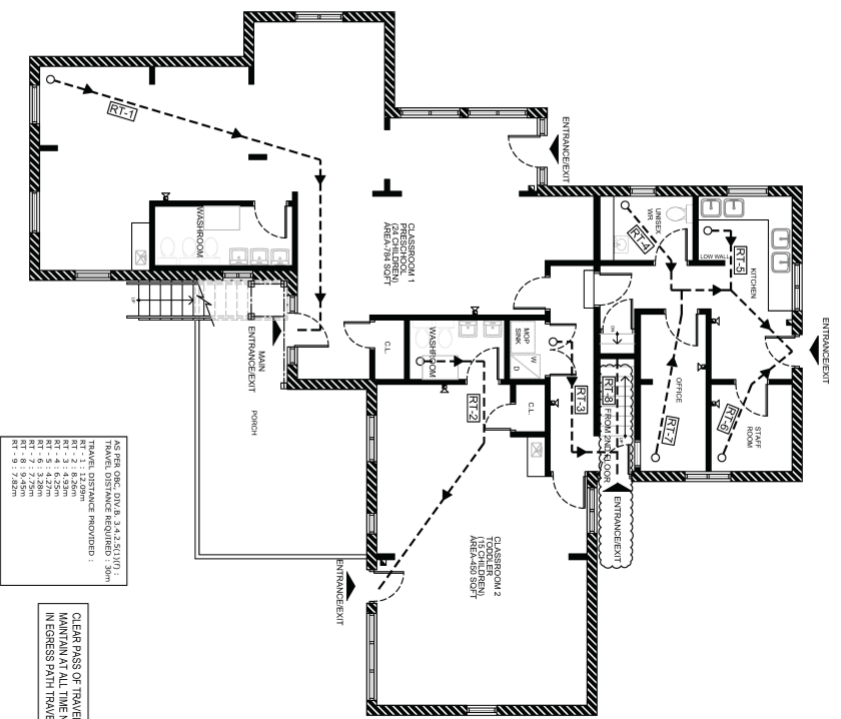 ENTRANCE/EXIT
RT-1
WASHROOM
CLASSROOM 1
PRESCHOOL
(24 CHILDREN)
AREA-784 SQFT
UNISEX
WR
RT-4
RT-5
LOW WALL
KITCHEN
ENTRANCE/EXIT
MAIN
ENTRANCE/EXIT
UP
C.L.
WASHROOM
MOP
SINK
W
D
DN
RT-2
C.L.
RT-3
RT-8
FROM 2ND FLOOR
OFFICE
RT-7
RT-6
STAFF
ROOM
ENTRANCE/EXIT
PORCH
CLASSROOM 2
TODDLER
(15 CHILDREN)
AREA-450 SQFT
ENTRANCE/EXIT
AS PER OBC, DIV.B. 3.4.2.5(1)(f) :
TRAVEL DISTANCE REQUIRED : 30m
TRAVEL DISTANCE PROVIDED :
RT - 1 : 12.09m
RT - 2 : 8.26m
RT - 3 : 4.93m
RT - 4 : 6.25m
RT - 5 : 4.27m
RT - 6 : 3.28m
RT - 7 : 7.75m
RT - 8 : 9.45m
RT - 9 : 7.82m
CLEAR PASS OF TRAVEL
MAINTAIN AT ALL TIME N
IN EGRESS PATH TRAVE